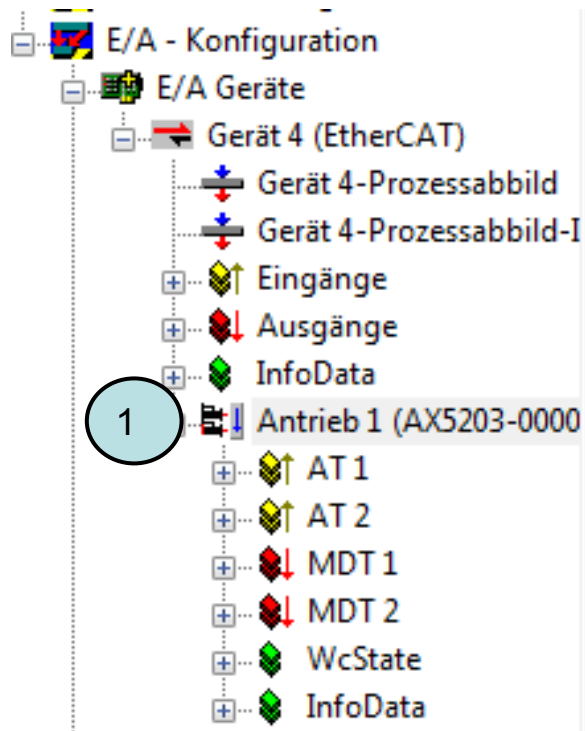 E/A - Konfiguration
E/A Geräte
Gerät 4 (EtherCAT)
Gerät 4-Prozessabbild
Gerät 4-Prozessabbild-I
Eingänge
Ausgänge
InfoData
1 Antrieb 1 (AX5203-0000
AT 1
AT 2
MDT 1
MDT 2
WcState
InfoData